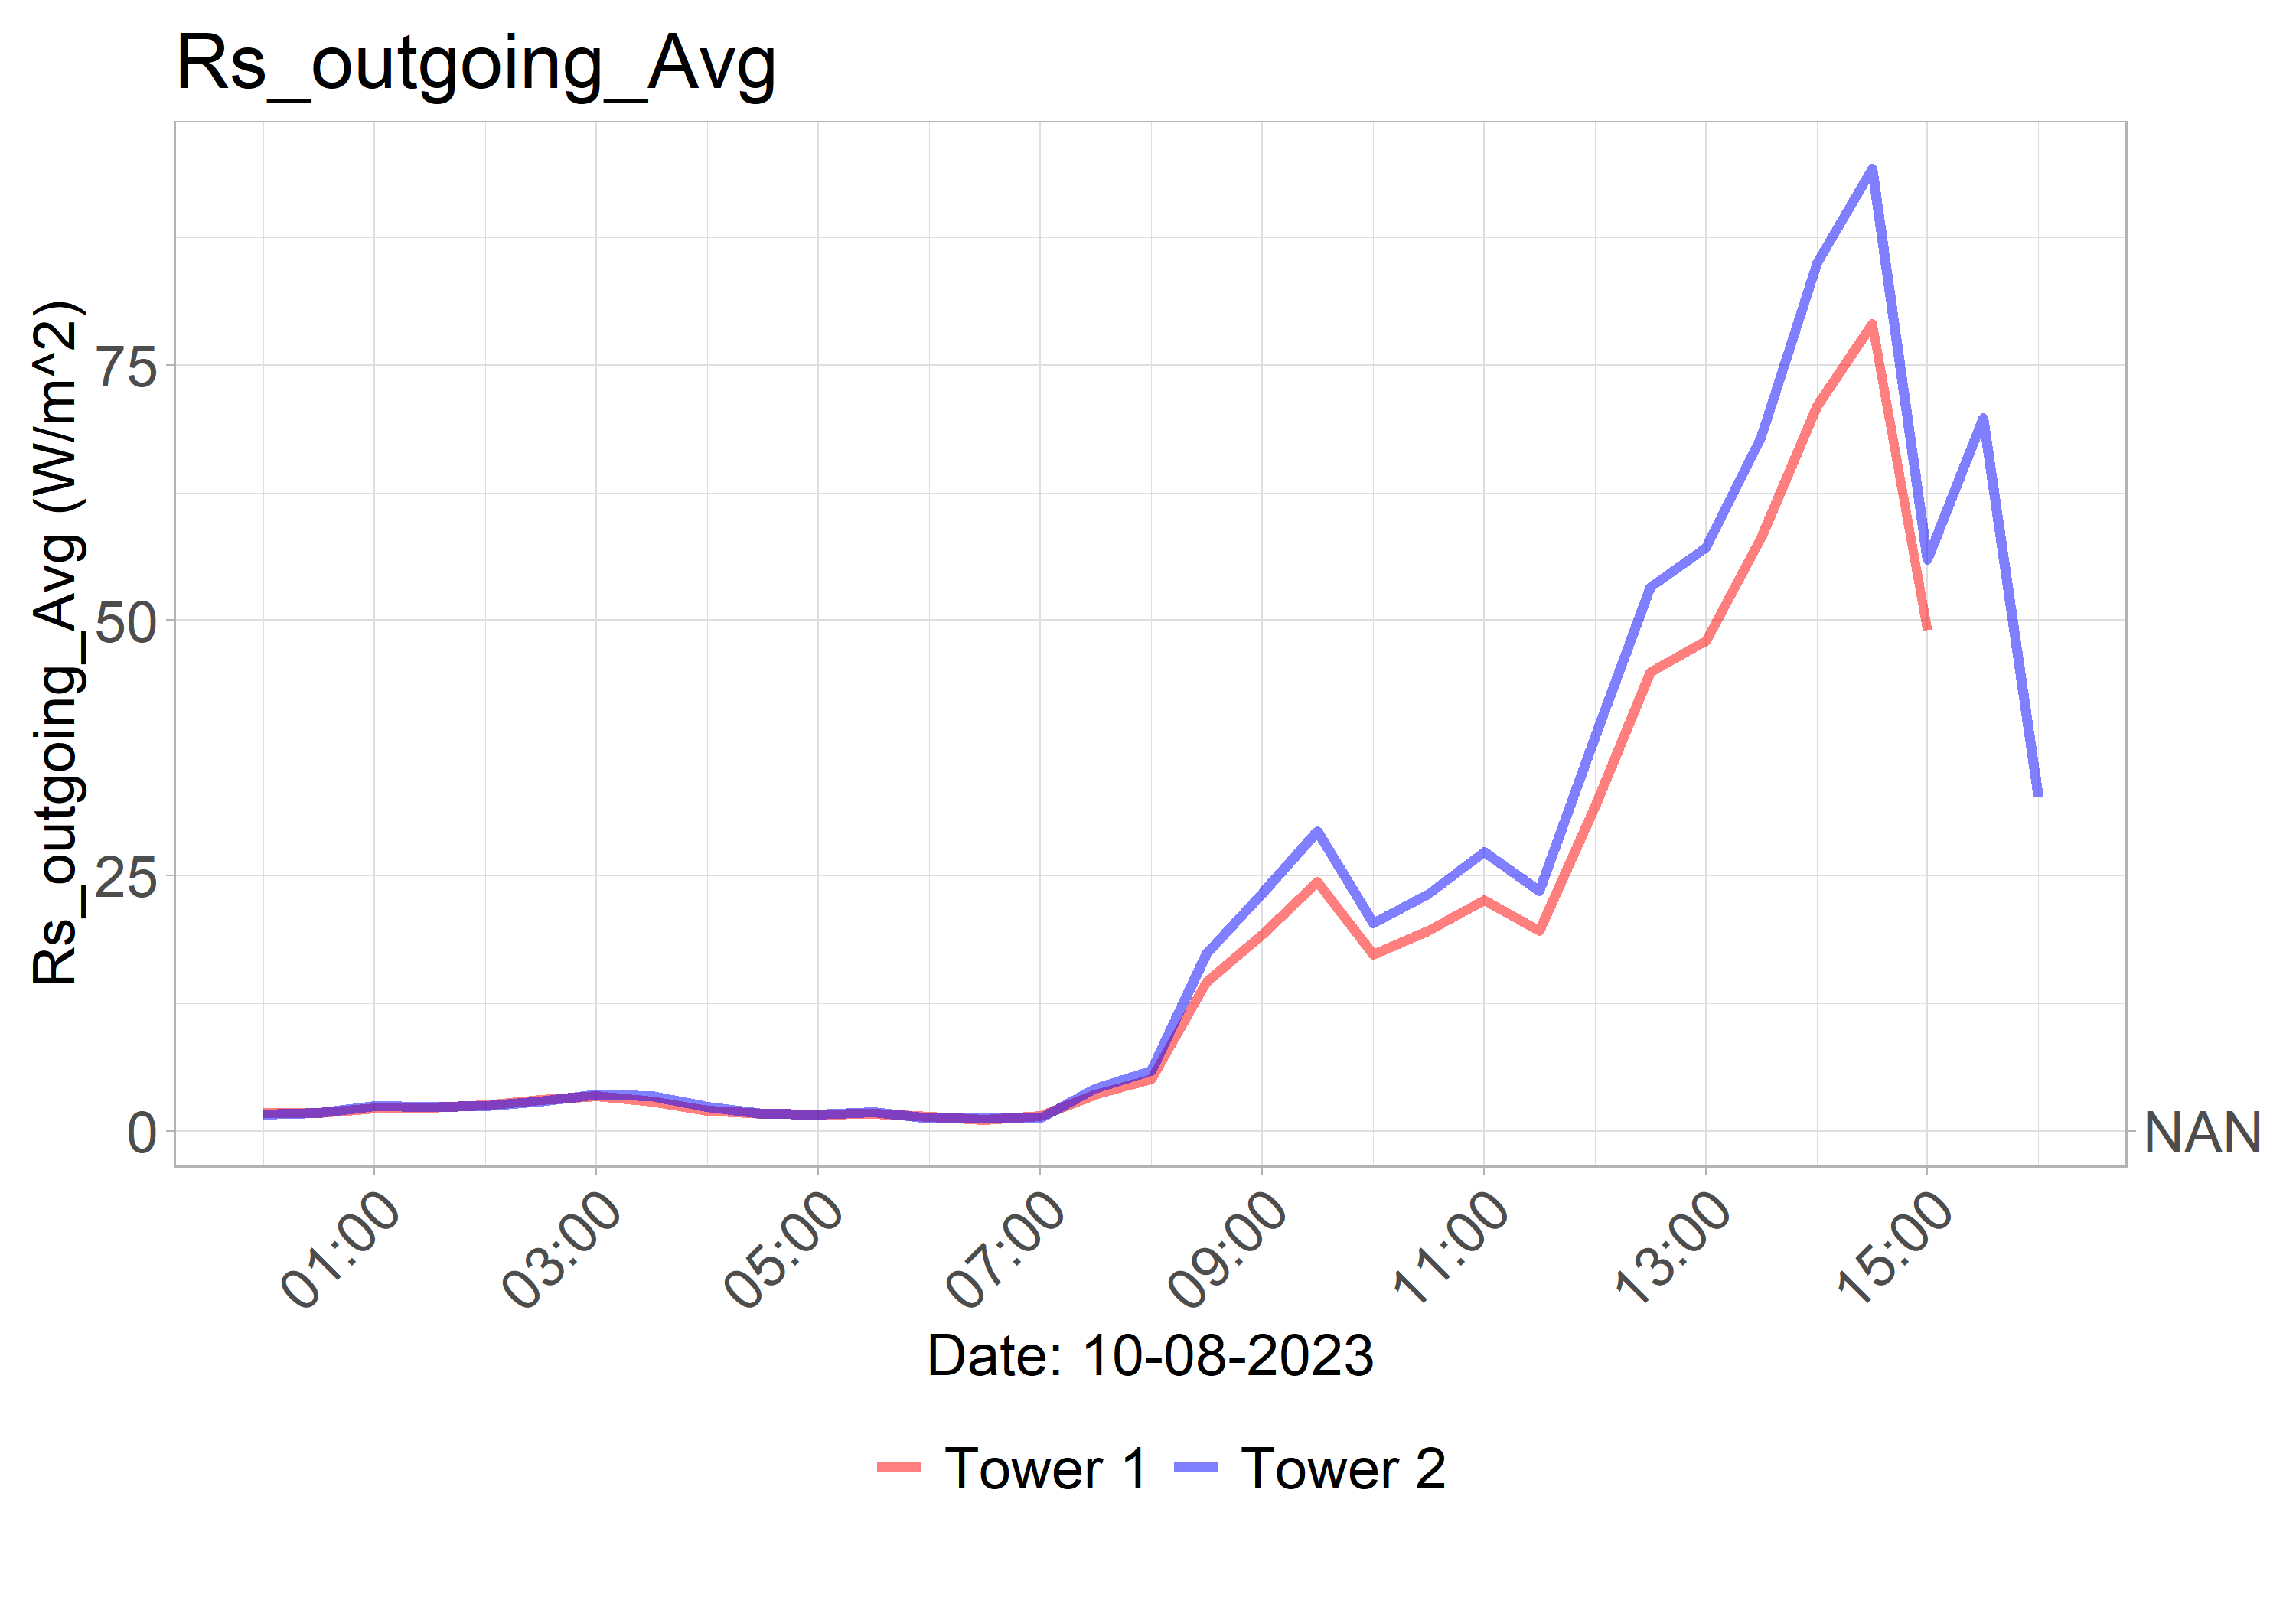 Rs_outgoing_Avg
Rs_outgoing_Avg (W/m^2)
75
50
25
0
NAN
01:00
03:00
05:00
07:00
09:00
11:00
13:00
15:00
Date: 10-08-2023
Tower 1
Tower 2